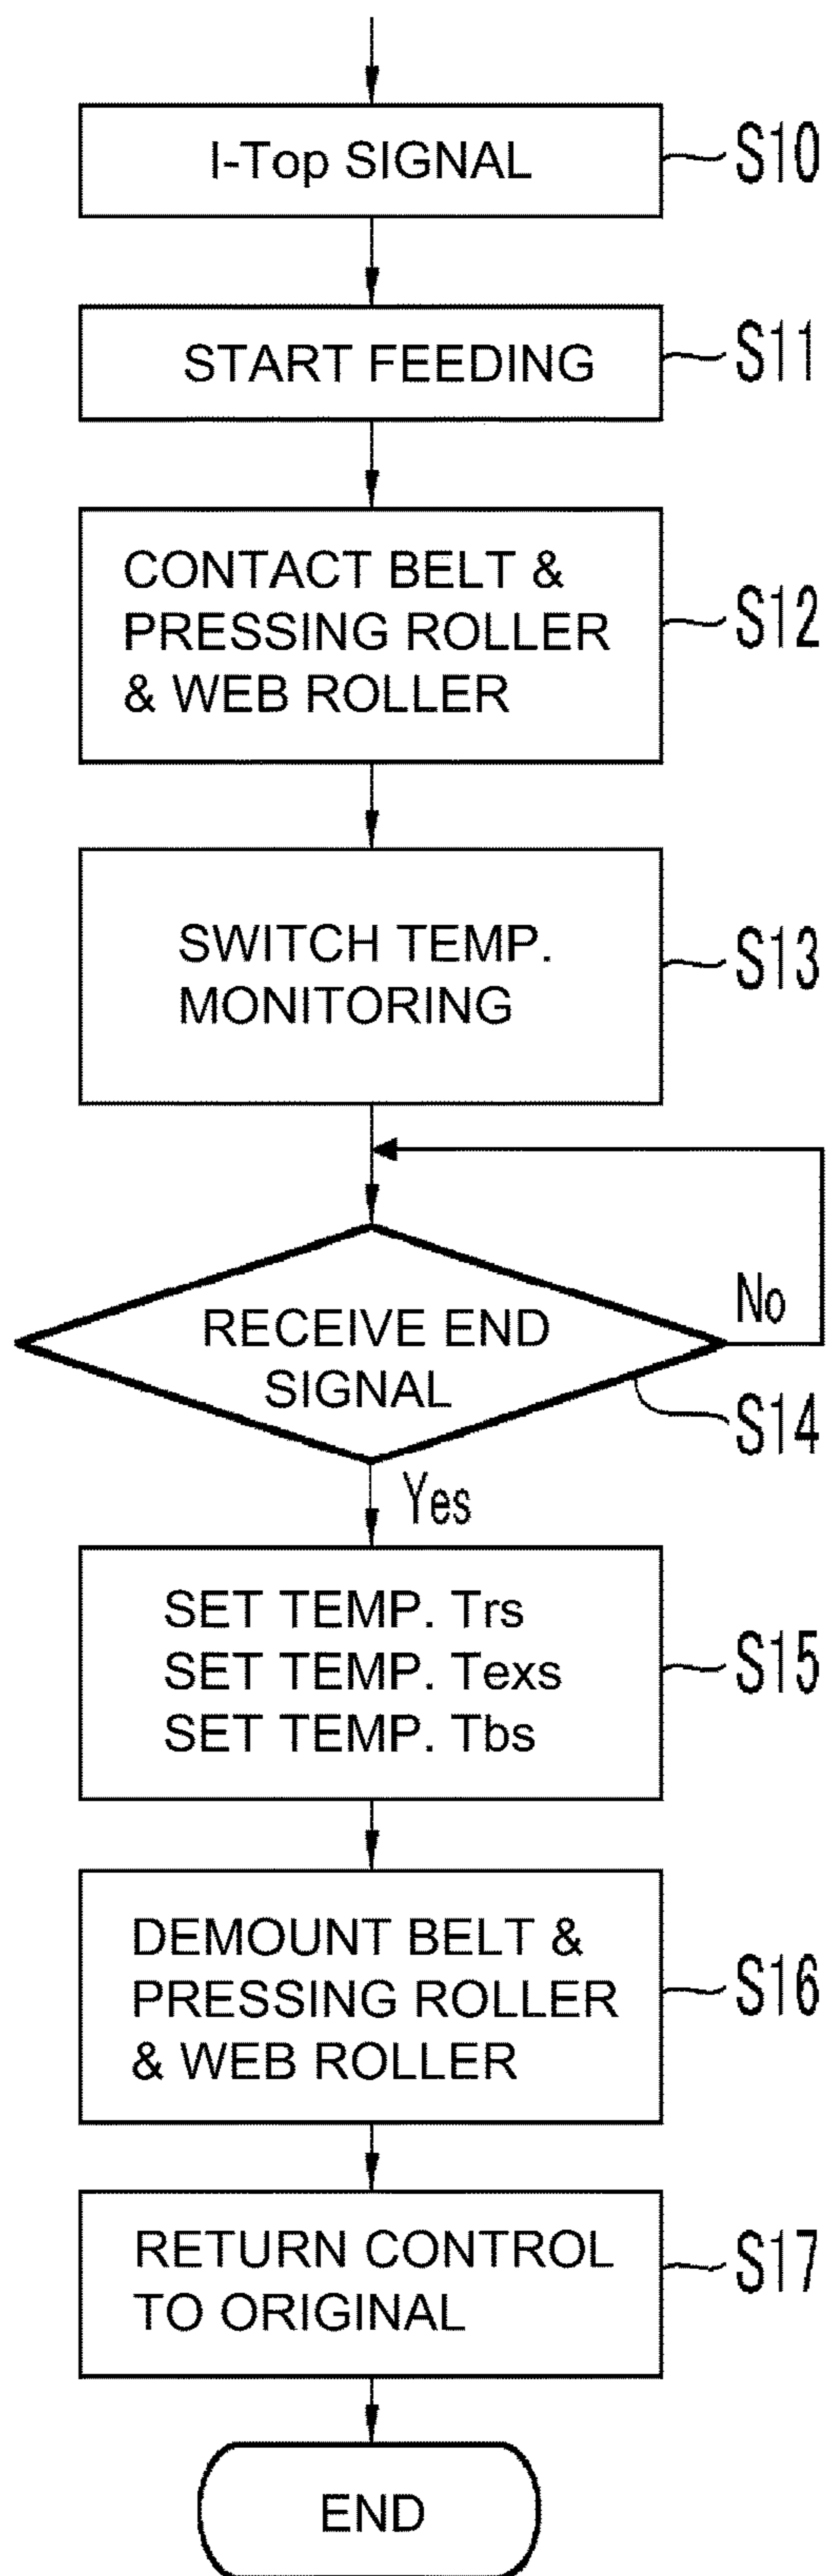 I-Top SIGNAL
S10
START FEEDING
S11
CONTACT BELT &
PRESSING ROLLER
& WEB ROLLER
S12
SWITCH TEMP.
MONITORING
S13
RECEIVE END
SIGNAL
No
S14
Yes
SET TEMP. Trs
SET TEMP. Texs
SET TEMP. Tbs
S15
DEMOUNT BELT &
PRESSING ROLLER
& WEB ROLLER
S16
RETURN CONTROL
TO ORIGINAL
S17
END